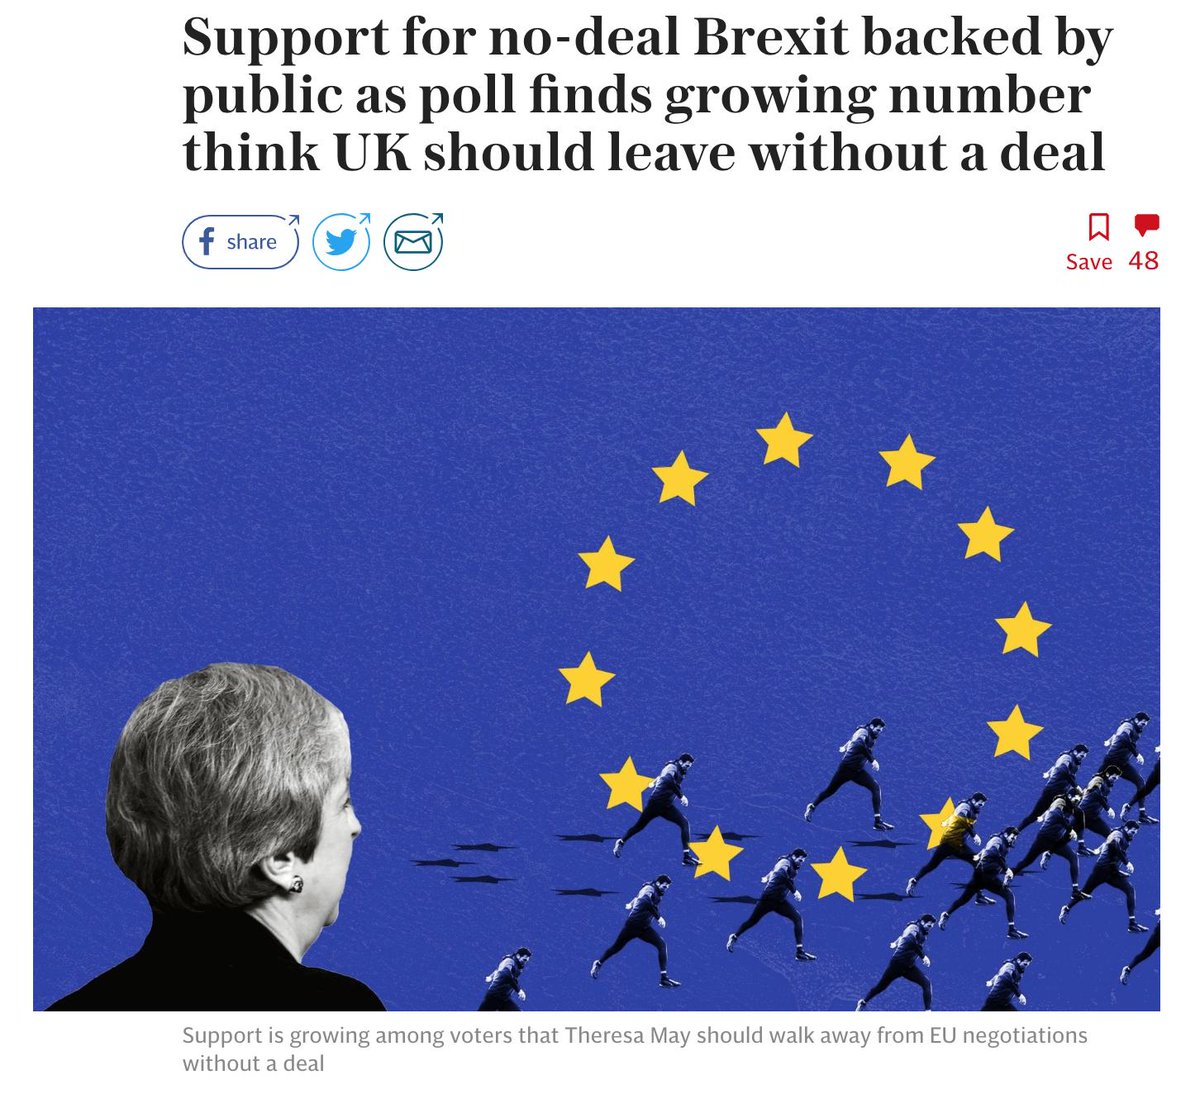 Support for no-deal Brexit backed by
public as poll finds growing number
think UK should leave without a deal
share
Save 48
Support is growing among voters that Theresa May should walk away from EU negotiations
without a deal